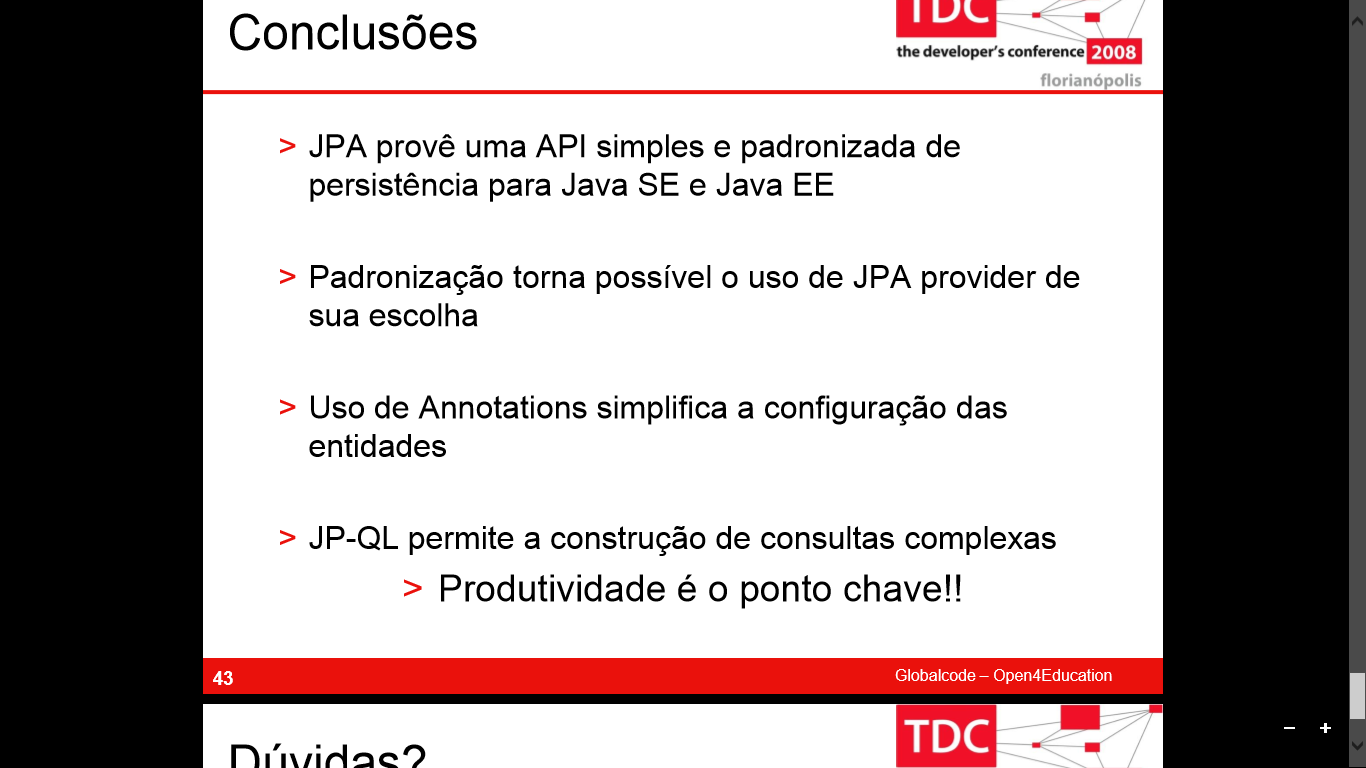 Conclusões
TDC
the developer's conference 2008
florianópolis
> JPA provê uma API simples e padronizada de
persistência para Java SE e Java EE
> Padronização torna possível o uso de JPA provider de
sua escolha
> Uso de Annotations simplifica a configuração das
entidades
> JP-QL permite a construção de consultas complexas
> Produtividade é o ponto chave!!
43
Globalcode – Open4Education
TDC
Dúvidas?